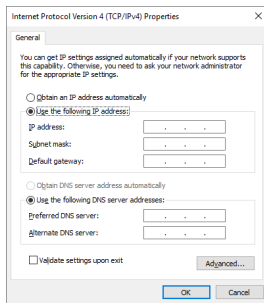 Internet Protocol Version 4 (TCP/IPv4) Properties
General
You can get IP settings assigned automatically if your network supports
this capability. Otherwise, you need to ask your network administrator
for the appropriate IP settings.
Obtain an IP address automatically
Use the following IP address:
IP address:
Subnet mask:
Default gateway:
Obtain DNS server address automatically
Use the following DNS server addresses:
Preferred DNS server:
Alternate DNS server:
Validate settings upon exit
Advanced...
OK
Cancel